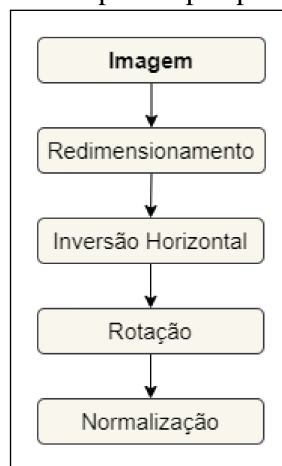 Imagem
Redimensionamento
Inversão Horizontal
Rotação
Normalização